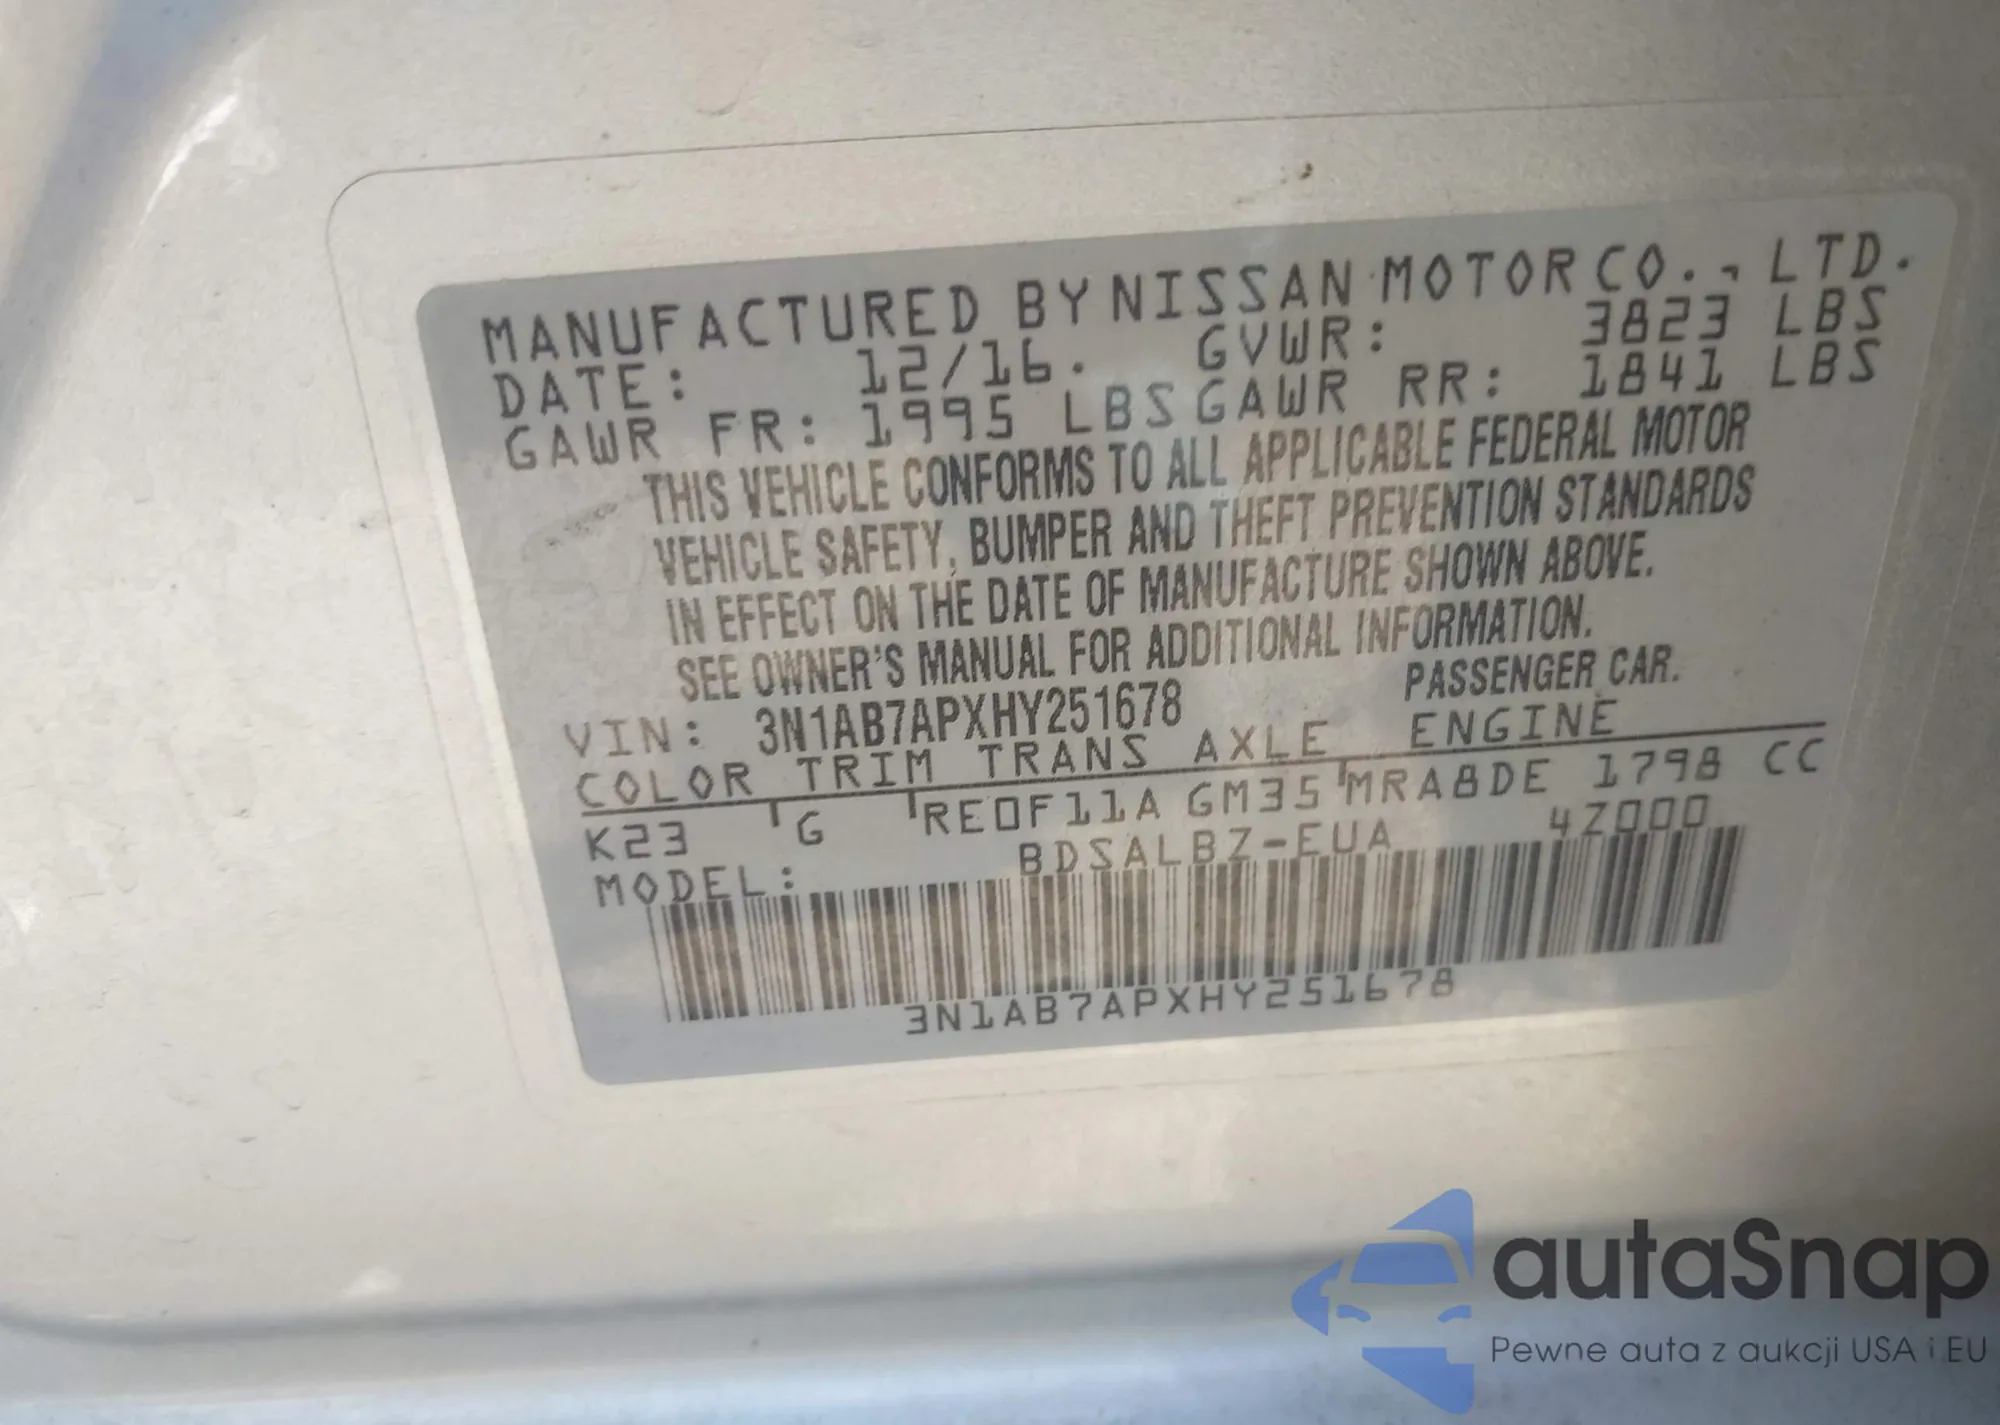 MANUFACTURED BY NISSAN MOTOR CO., LTD.
DATE: 12/16. GVWR: 3823 LBS
GAWR FR: 1995 LBS GAWR RR: 1841 LBS
THIS VEHICLE CONFORMS TO ALL APPLICABLE FEDERAL MOTOR
VEHICLE SAFETY, BUMPER AND THEFT PREVENTION STANDARDS
IN EFFECT ON THE DATE OF MANUFACTURE SHOWN ABOVE.
SEE OWNER'S MANUAL FOR ADDITIONAL INFORMATION.
VIN: 3N1AB7APXHY251678 PASSENGER CAR.
COLOR TRIM TRANS AXLE ENGINE
K23 G RE0F11A GM35 MRA8DE 1798 CC
MODEL: BDSALBZ-EUA 4Z000
3N1AB7APXHY251678
autaSnap
Pewne auta z aukcji USA i EU